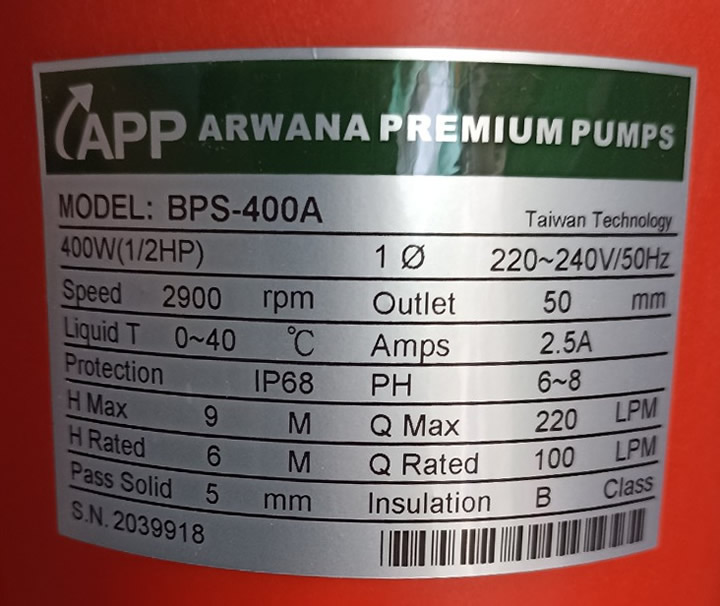 APP ARWANA PREMIUM PUMPS
MODEL: BPS-400A Taiwan Technology
400W(1/2HP) 1 Ø 220~240V/50Hz
Speed 2900 rpm Outlet 50 mm
Liquid T 0~40 ℃ Amps 2.5A
Protection IP68 PH 6~8
H Max 9 M Q Max 220 LPM
H Rated 6 M Q Rated 100 LPM
Pass Solid 5 mm Insulation B Class
S.N. 2039918